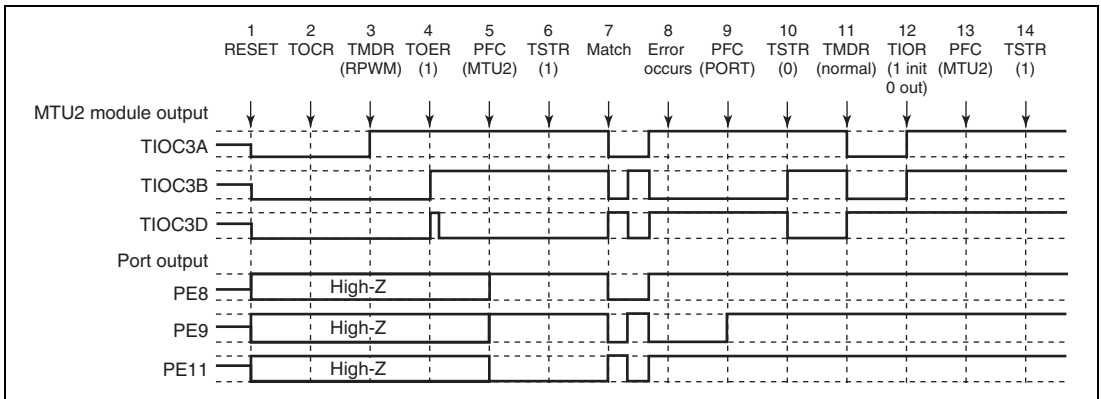 1 2 3 4 5 6 7 8 9 10 11 12 13 14
RESET TOCR TMDR TOER PFC TSTR Match Error PFC TSTR TMDR TIOR PFC TSTR
(RPWM) (1) (MTU2) (1) occurs (PORT) (0) (normal) (1 init (MTU2) (1)
0 out)
MTU2 module output
TIOC3A
TIOC3B
TIOC3D
Port output
PE8 High-Z
PE9 High-Z
PE11 High-Z